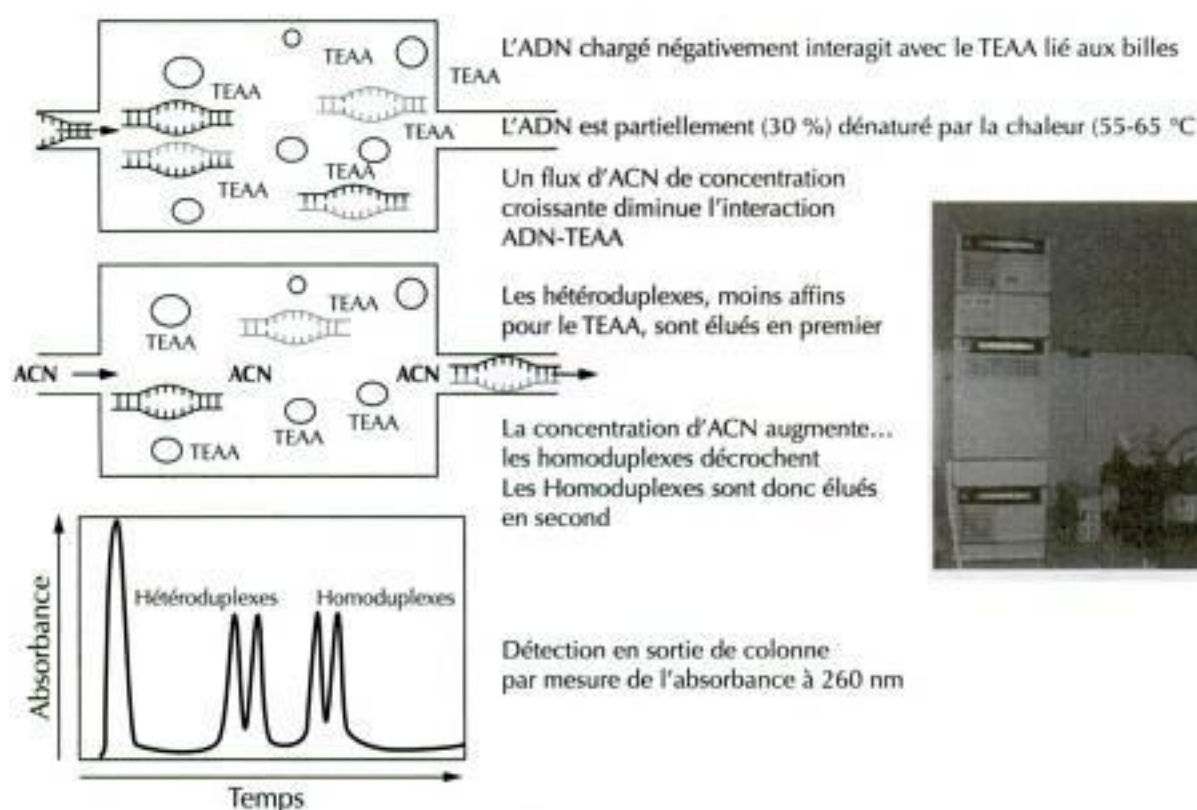 TEAA
TEAA
TEAA
TEAA
TEAA
TEAA
TEAA
L'ADN chargé négativement interagit avec le TEAA lié aux billes
L'ADN est partiellement (30 %) dénaturé par la chaleur (55-65 °C
Un flux d'ACN de concentration
croissante diminue l'interaction
ADN-TEAA
TEAA
TEAA
ACN
ACN
ACN
TEAA
TEAA
TEAA
Les hétéroduplexes, moins affins
pour le TEAA, sont élués en premier
La concentration d'ACN augmente…
les homoduplexes décrochent
Les Homoduplexes sont donc élués
en second
Absorbance
Hétéroduplexes
Homoduplexes
Temps
Détection en sortie de colonne
par mesure de l'absorbance à 260 nm